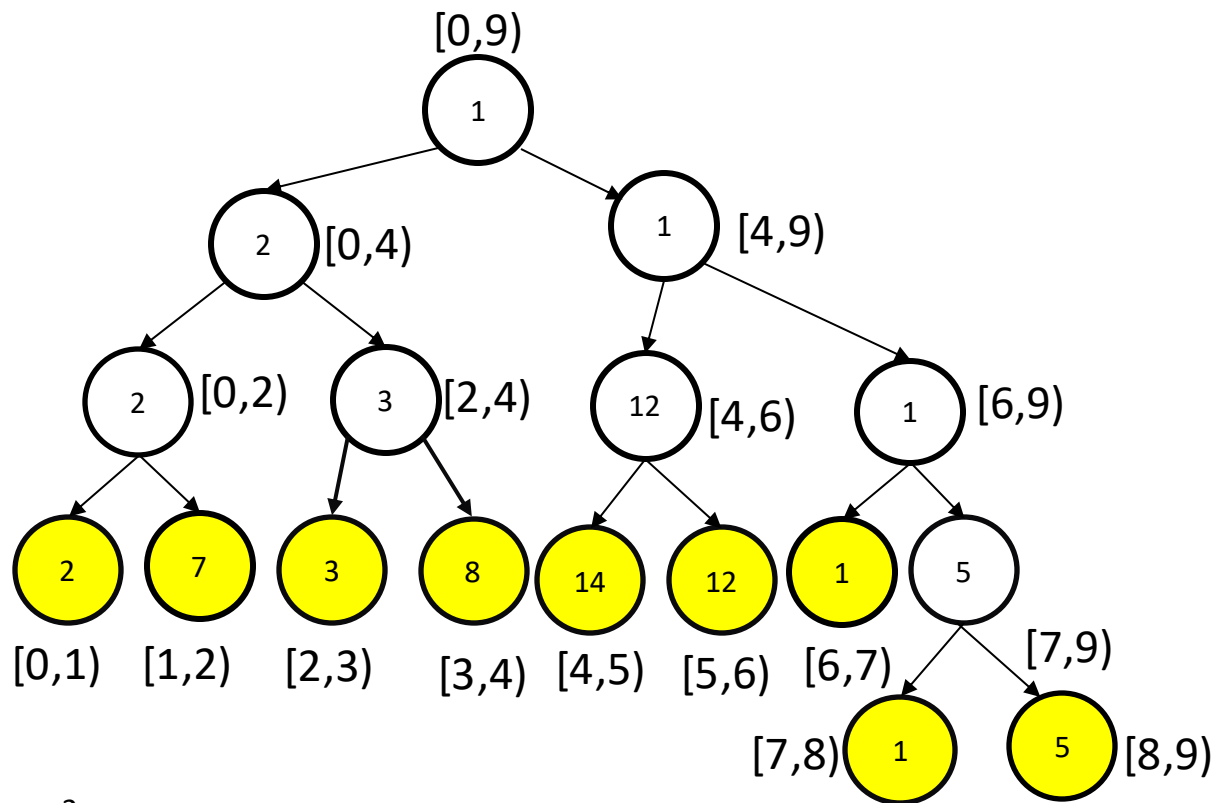 [0,9)
1
2 [0,4) 1 [4,9)
2 [0,2) 3 [2,4) 12 [4,6) 1 [6,9)
2 7 3 8 14 12 1 5
[0,1) [1,2) [2,3) [3,4) [4,5) [5,6) [6,7) [7,9)
[7,8) 1 5 [8,9)